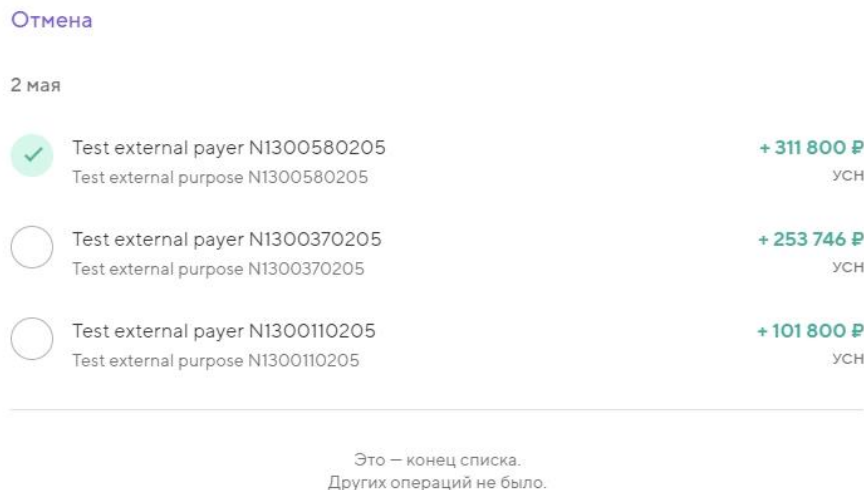 Отмена
2 мая
Test external payer N1300580205
+ 311 800 ₽
Test external purpose N1300580205
УСН
Test external payer N1300370205
+ 253 746 ₽
Test external purpose N1300370205
УСН
Test external payer N1300110205
+ 101 800 ₽
Test external purpose N1300110205
УСН
Это — конец списка.
Других операций не было.